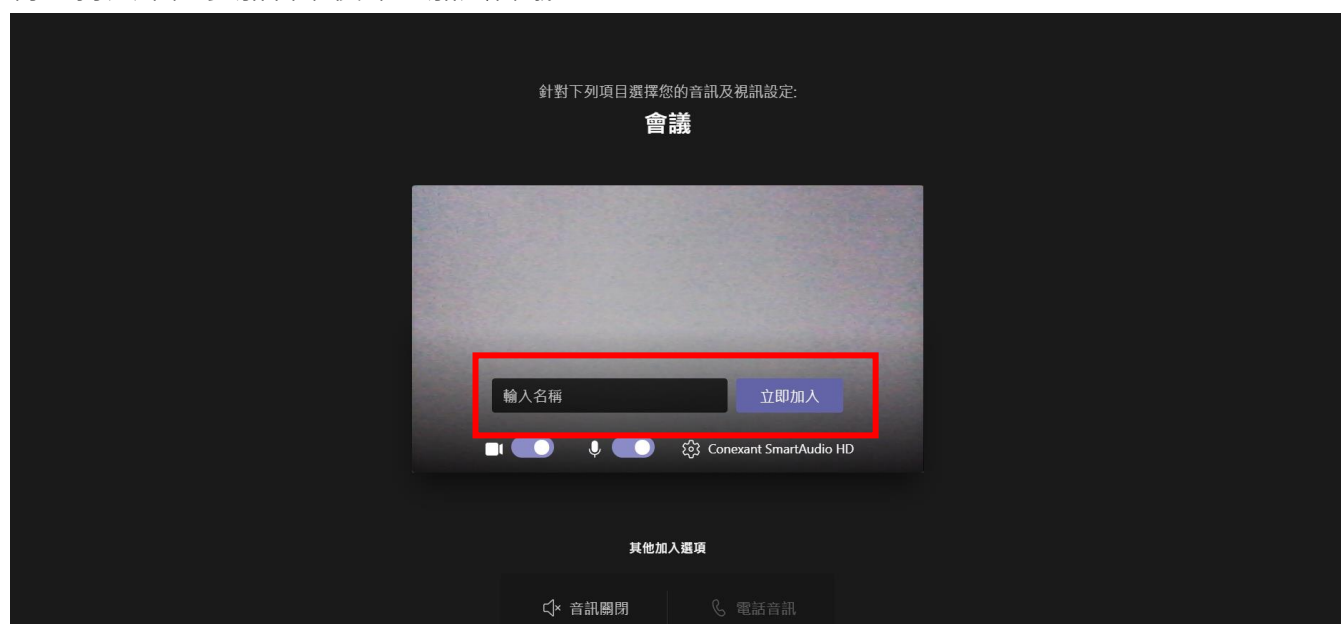 針對下列項目選擇您的音訊及視訊設定:
會議
輸入名稱
立即加入
Conexant SmartAudio HD
其他加入選項
音訊關閉
電話音訊